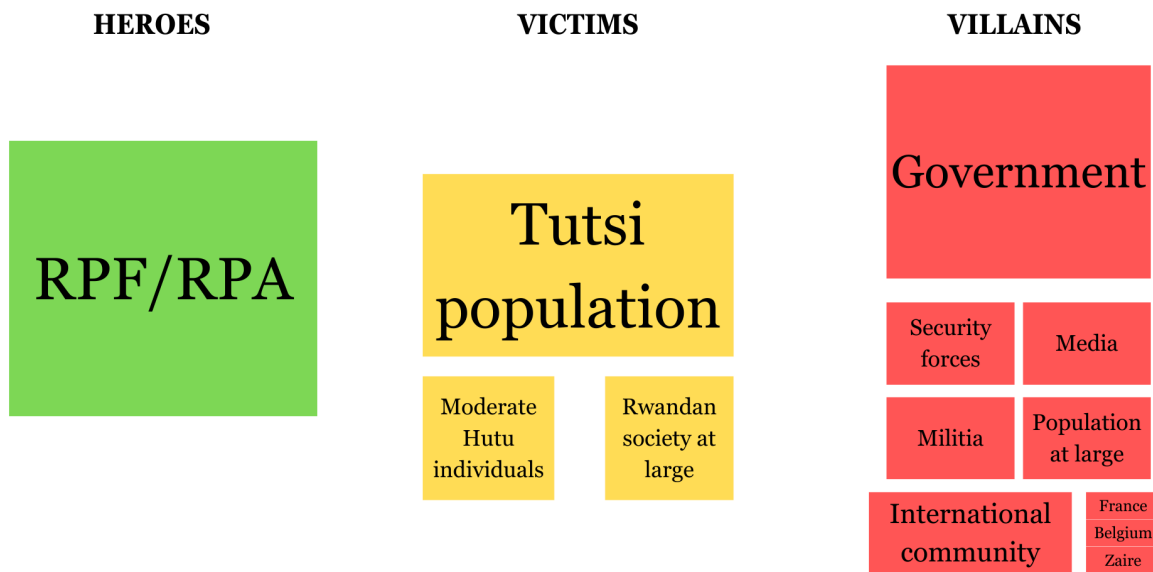 HEROES
VICTIMS
VILLAINS
RPF/RPA
Tutsi
population
Moderate
Hutu
individuals
Rwandan
society at
large
Government
Security
forces
Media
Militia
Population
at large
International
community
France
Belgium
Zaire